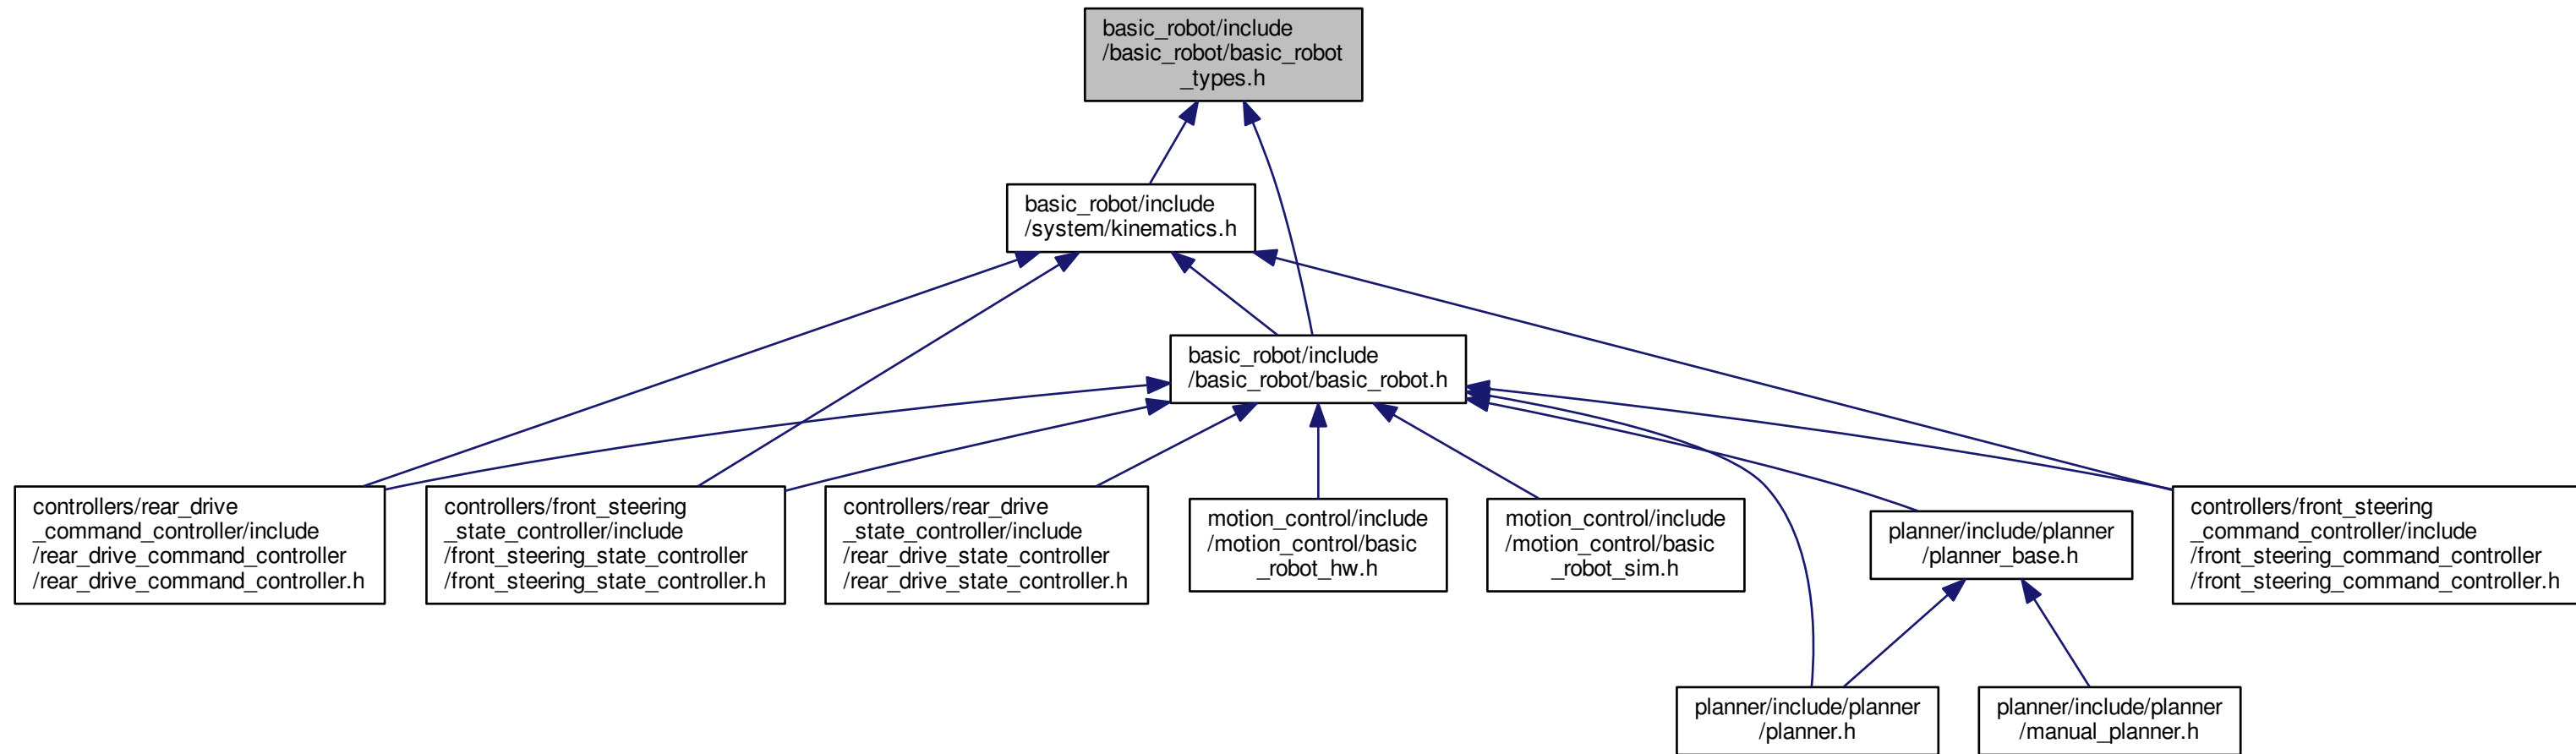 basic_robot/include
/basic_robot/basic_robot
_types.h
basic_robot/include
/system/kinematics.h
basic_robot/include
/basic_robot/basic_robot.h
controllers/rear_drive
_command_controller/include
/rear_drive_command_controller
/rear_drive_command_controller.h
controllers/front_steering
_state_controller/include
/front_steering_state_controller
/front_steering_state_controller.h
controllers/rear_drive
_state_controller/include
/rear_drive_state_controller
/rear_drive_state_controller.h
motion_control/include
/motion_control/basic
_robot_hw.h
motion_control/include
/motion_control/basic
_robot_sim.h
planner/include/planner
/planner_base.h
controllers/front_steering
_command_controller/include
/front_steering_command_controller
/front_steering_command_controller.h
planner/include/planner
/planner.h
planner/include/planner
/manual_planner.h